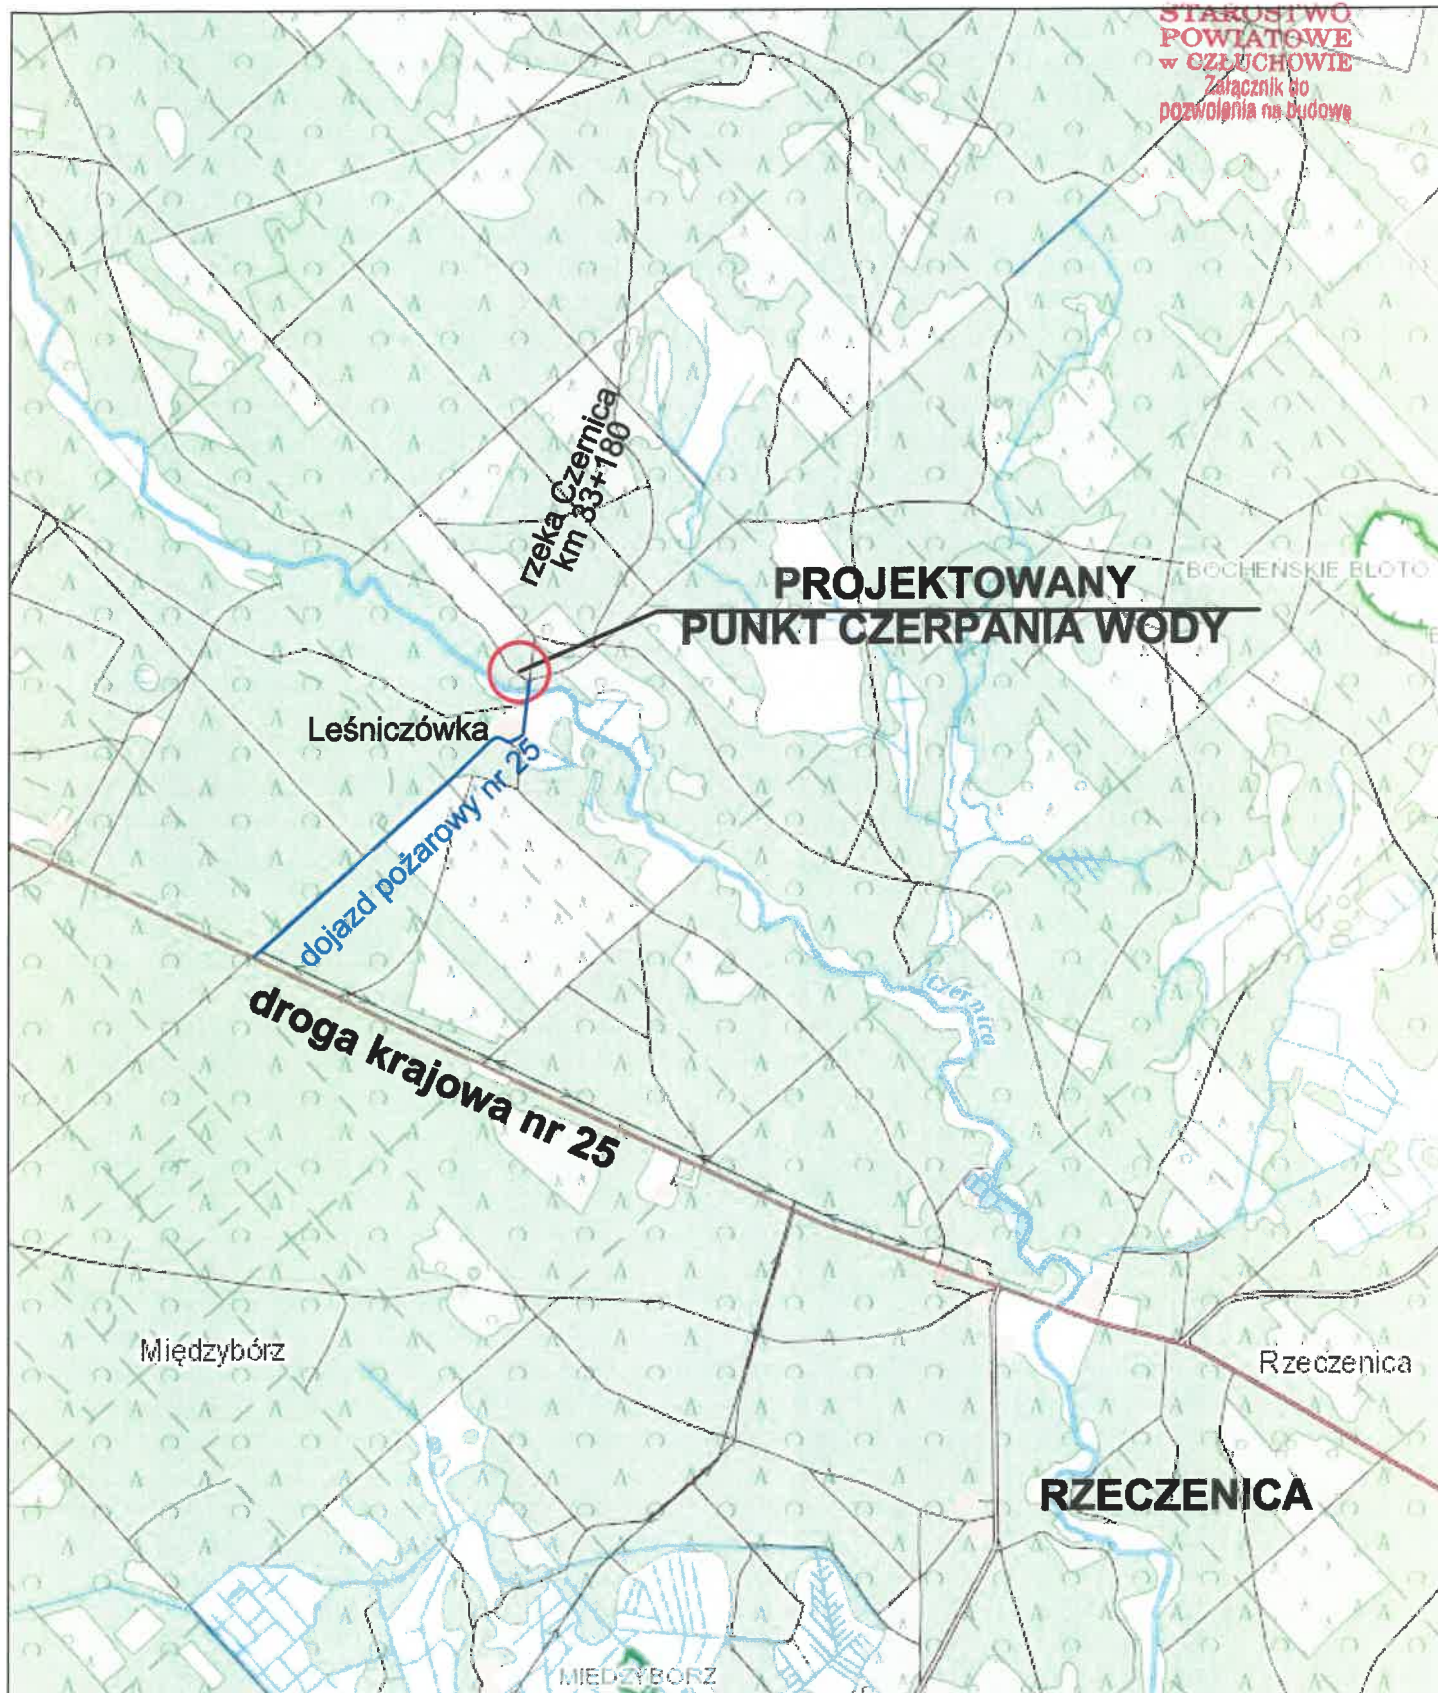 STAROSTWO
POWIATOWE
w CZŁUCHOWIE
Załącznik do
pozwolenia na budowę
rzeka Czernica
km 33+180
PROJEKTOWANY
PUNKT CZERPANIA WODY
BOCHEŃSKIE BŁOTO
Leśniczówka
dojazd pożarowy nr 25
droga krajowa nr 25
Czernica
Międzybórz
Rzeczenica
RZECZENICA
MIĘDZYBÓRZ